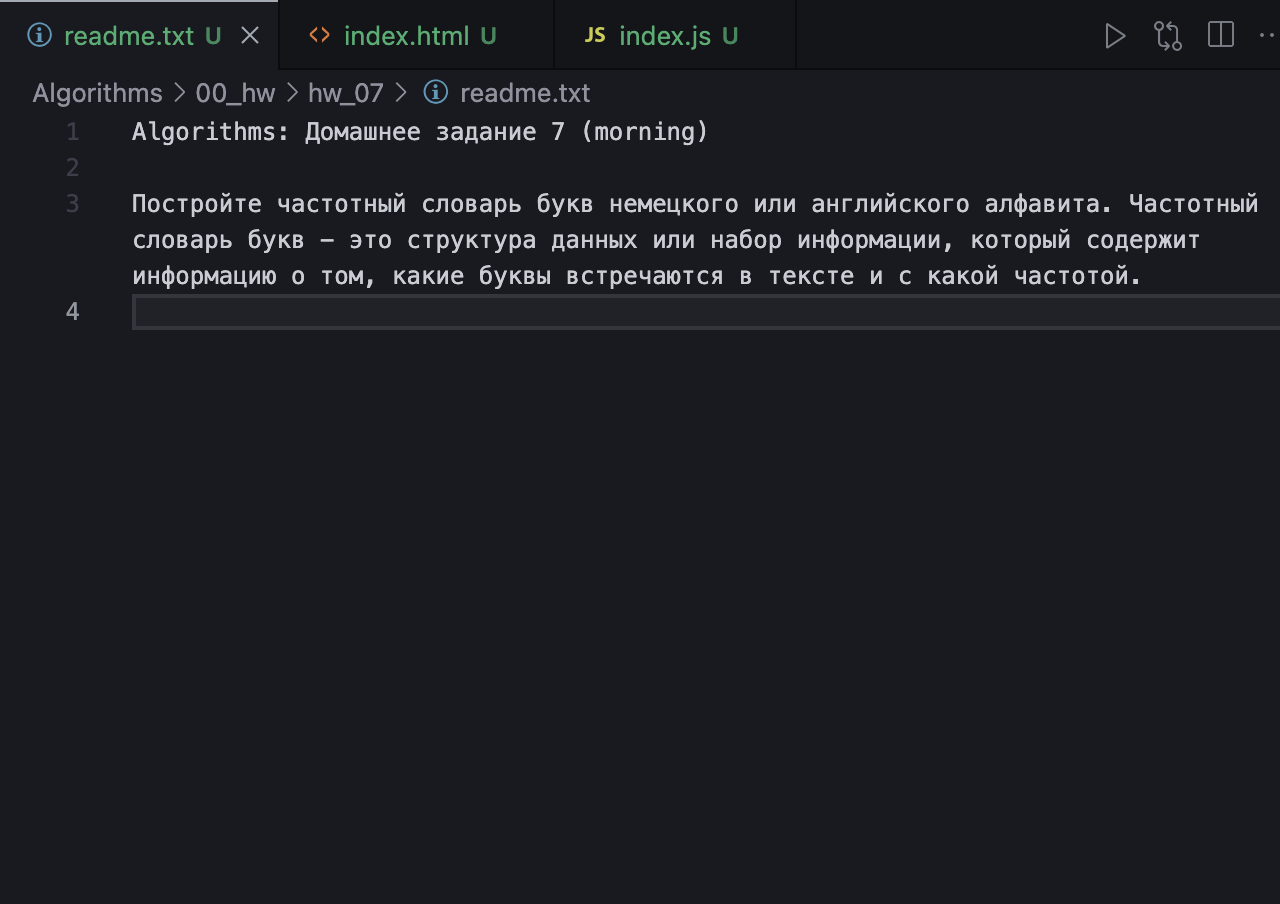 readme.txt U
index.html U
JS index.js U
Algorithms > 00_hw > hw_07 > readme.txt
1 Algorithms: Домашнее задание 7 (morning)
2
3 Постройте частотный словарь букв немецкого или английского алфавита. Частотный
словарь букв – это структура данных или набор информации, который содержит
информацию о том, какие буквы встречаются в тексте и с какой частотой.
4